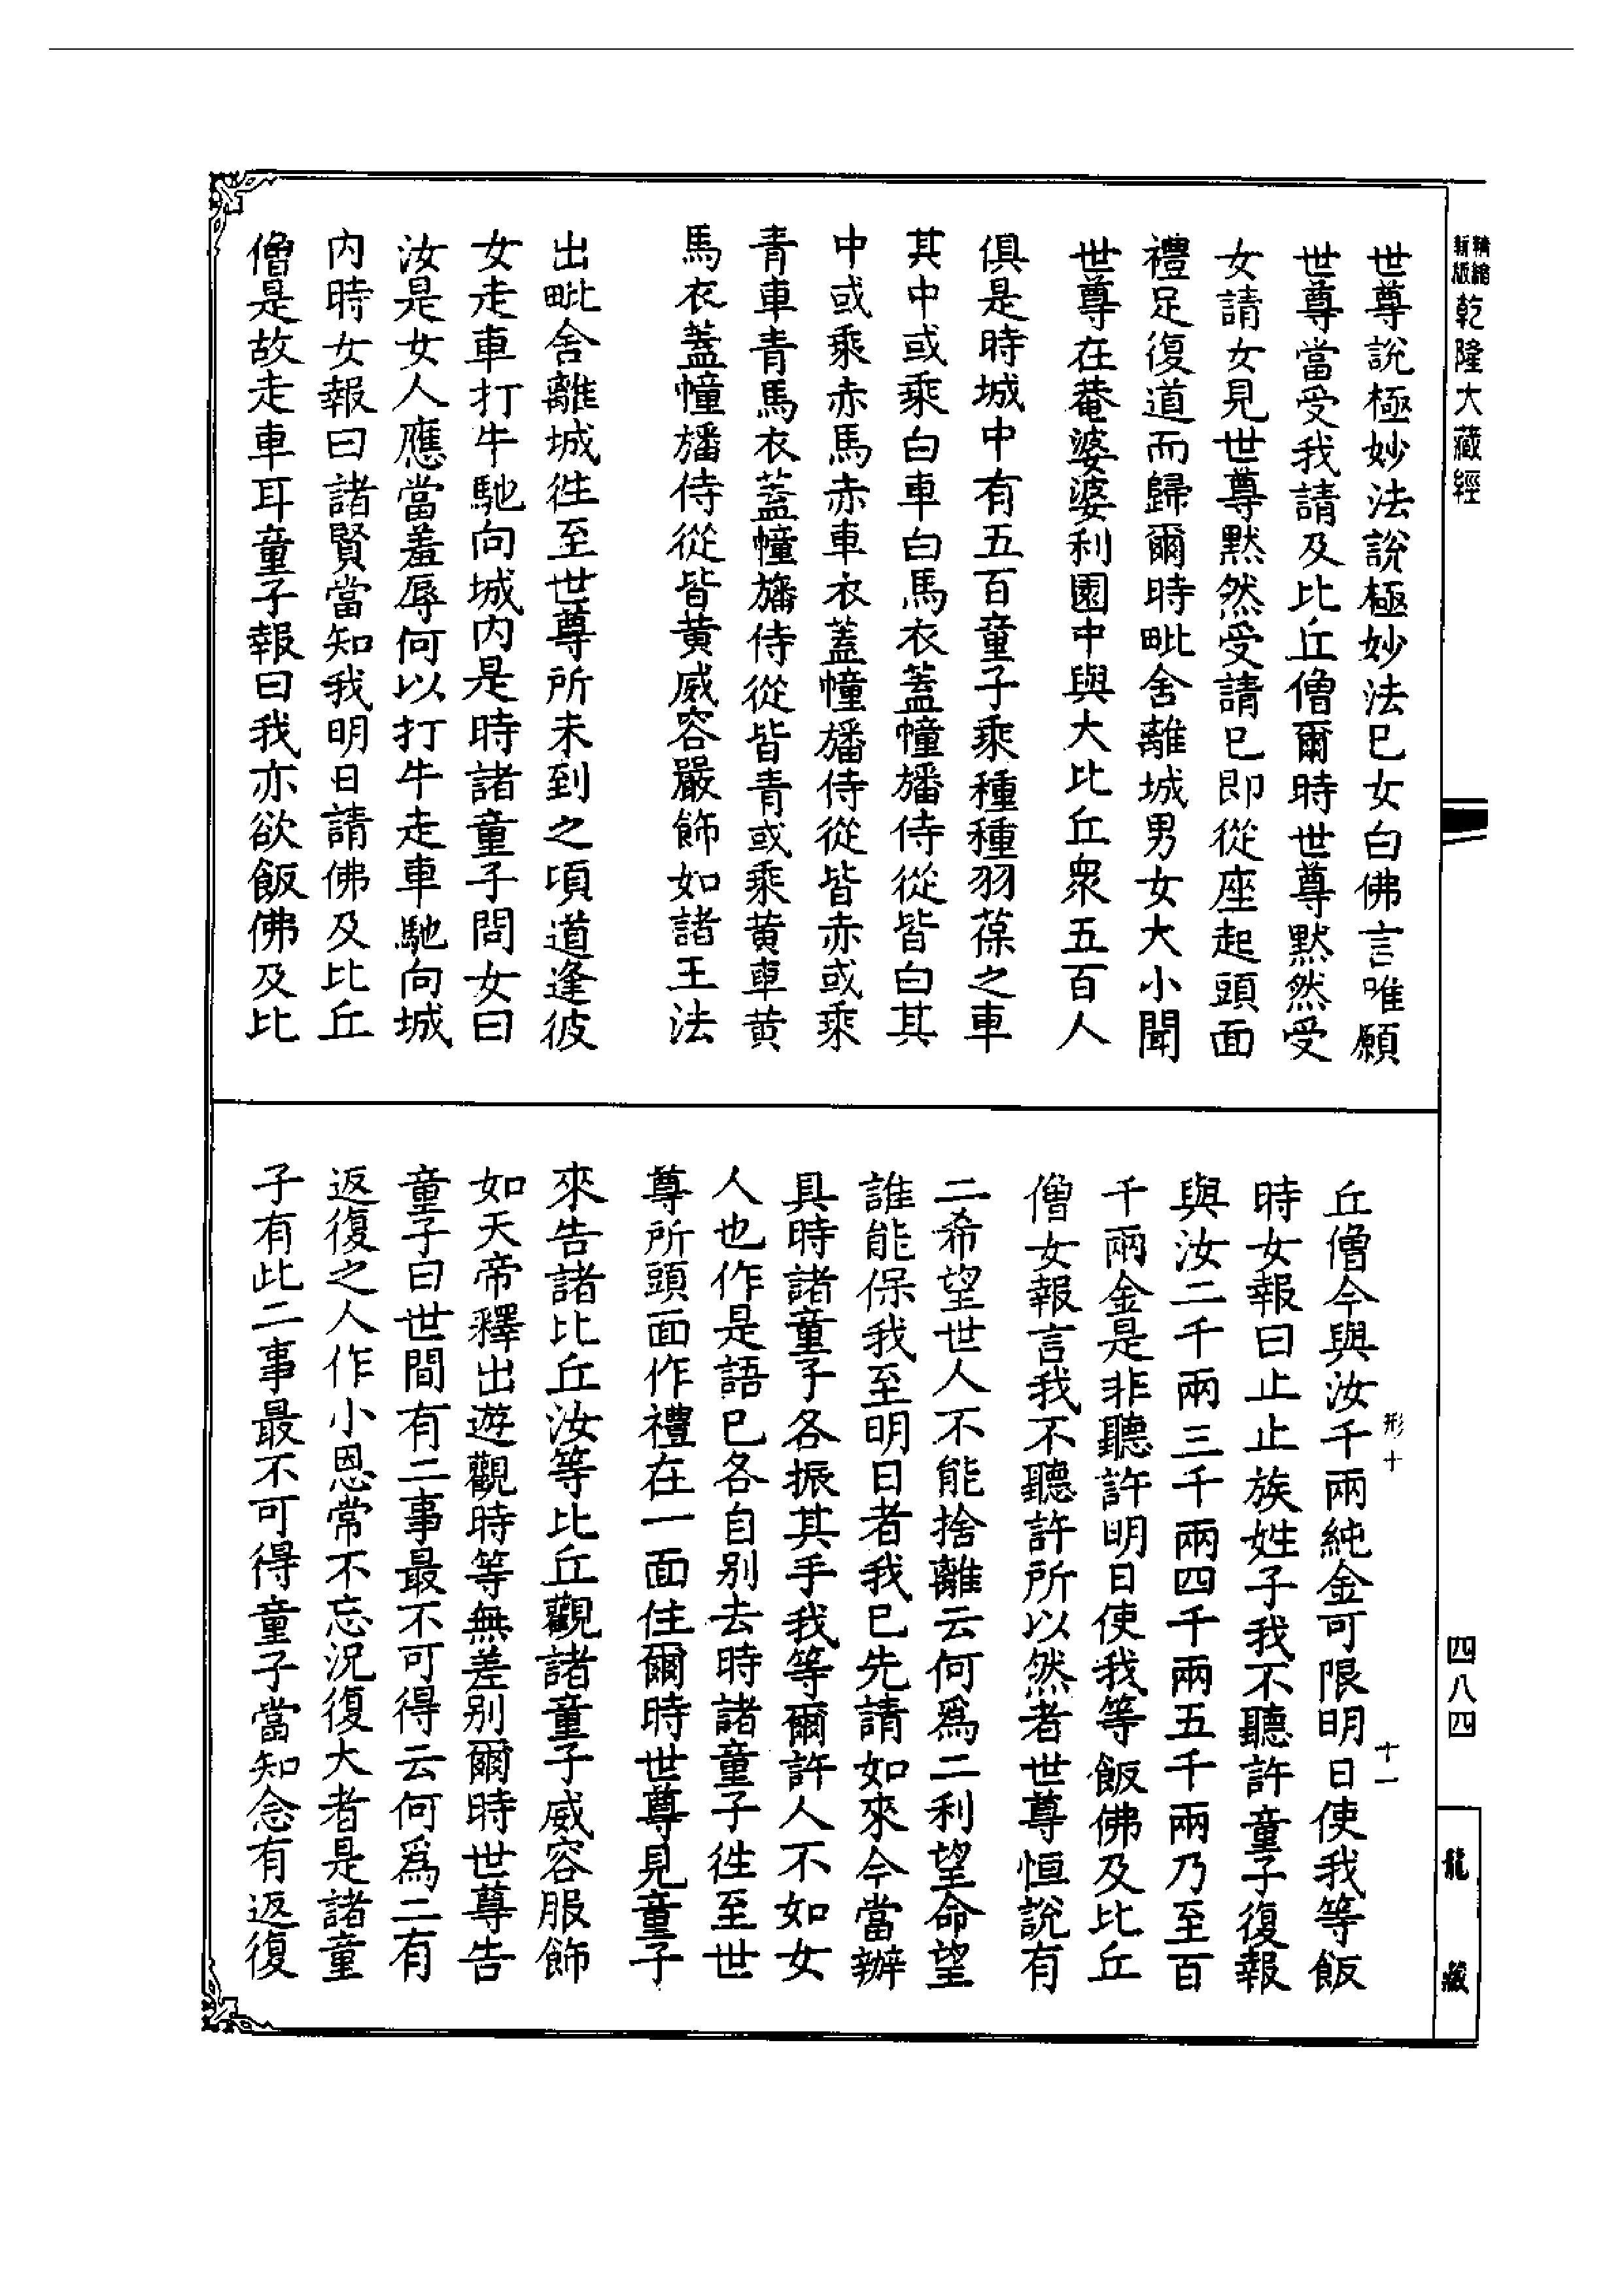 精繪
新版
乾隆大藏經
世尊說極妙法說極妙法已女白佛言唯願
世尊當受我請及比丘僧爾時世尊默然受
女請女見世尊默然受請已即從座起頭面
禮足復道而歸爾時毗舍離城男女大小聞
世尊在菴婆婆利園中與大比丘衆五百人
俱是時城中有五百童子乘種種羽葆之車
其中或乘白車白馬衣蓋幢旛侍從皆白其
中或乘赤馬赤車衣蓋幢旛侍從皆赤或乘
青車青馬衣蓋幢旛侍從皆青或乘黃車黃
馬衣蓋幢旛侍從皆黃威容嚴飾如諸王法
出毗舍離城徃至世尊所未到之頃道逢彼
女走車打牛馳向城內是時諸童子問女曰
汝是女人應當羞辱何以打牛走車馳向城
內時女報曰諸賢當知我明日請佛及比丘
僧是故走車耳童子報曰我亦欲飯佛及比
形十
十一
丘僧今與汝千兩純金可限明日使我等飯
時女報曰止止族姓子我不聽許童子復報
與汝二千兩三千兩四千兩五千兩乃至百
千兩金是非聽許明日使我等飯佛及比丘
僧女報言我不聽許所以然者世尊恒說有
二希望世人不能捨離云何爲二利望命望
誰能保我至明日者我已先請如來今當辦
具時諸童子各振其手我等爾許人不如女
人也作是語已各自別去時諸童子徃至世
尊所頭面作禮在一面住爾時世尊見童子
來告諸比丘汝等比丘觀諸童子威容服飾
如天帝釋出遊觀時等無差別爾時世尊告
童子曰世間有二事最不可得云何爲二有
返復之人作小恩常不忘況復大者是諸童
子有此二事最不可得童子當知念有返復
四八四
龍藏